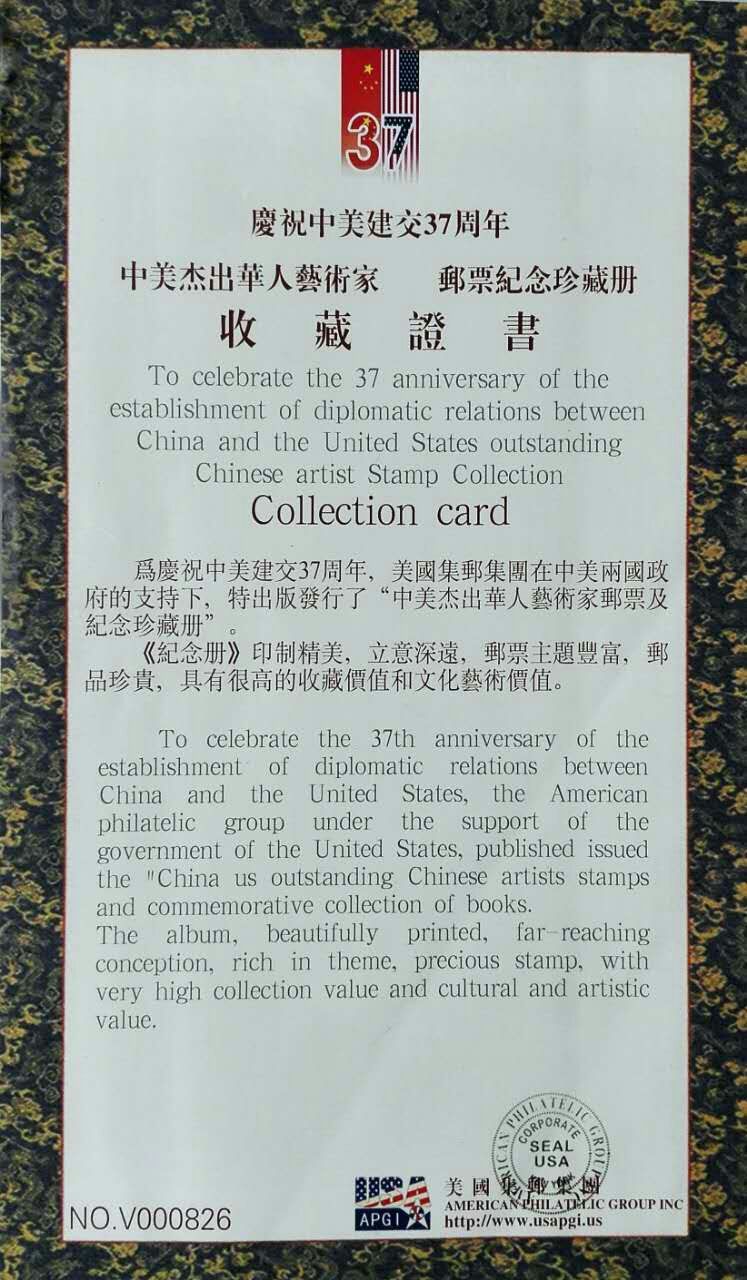 37
慶祝中美建交37周年
中美杰出華人藝術家 郵票紀念珍藏册
收藏證書
To celebrate the 37 anniversary of the
establishment of diplomatic relations between
China and the United States outstanding
Chinese artist Stamp Collection
Collection card
爲慶祝中美建交37周年，美國集郵集團在中美兩國政
府的支持下，特出版發行了“中美杰出華人藝術家郵票及
紀念珍藏册”。
《紀念册》印制精美，立意深遠，郵票主題豐富，郵
品珍貴，具有很高的收藏價值和文化藝術價值。
To celebrate the 37th anniversary of the
establishment of diplomatic relations between
China and the United States, the American
philatelic group under the support of the
government of the United States, published issued
the "China us outstanding Chinese artists stamps
and commemorative collection of books.
The album, beautifully printed, far-reaching
conception, rich in theme, precious stamp, with
very high collection value and cultural and artistic
value.
PHILATELIC GROUP
CORPORATE
SEAL
USA
NO.V000826
USA
APGI
美國集郵集團
AMERICAN PHILATELIC GROUP INC
http://www.usapgi.us